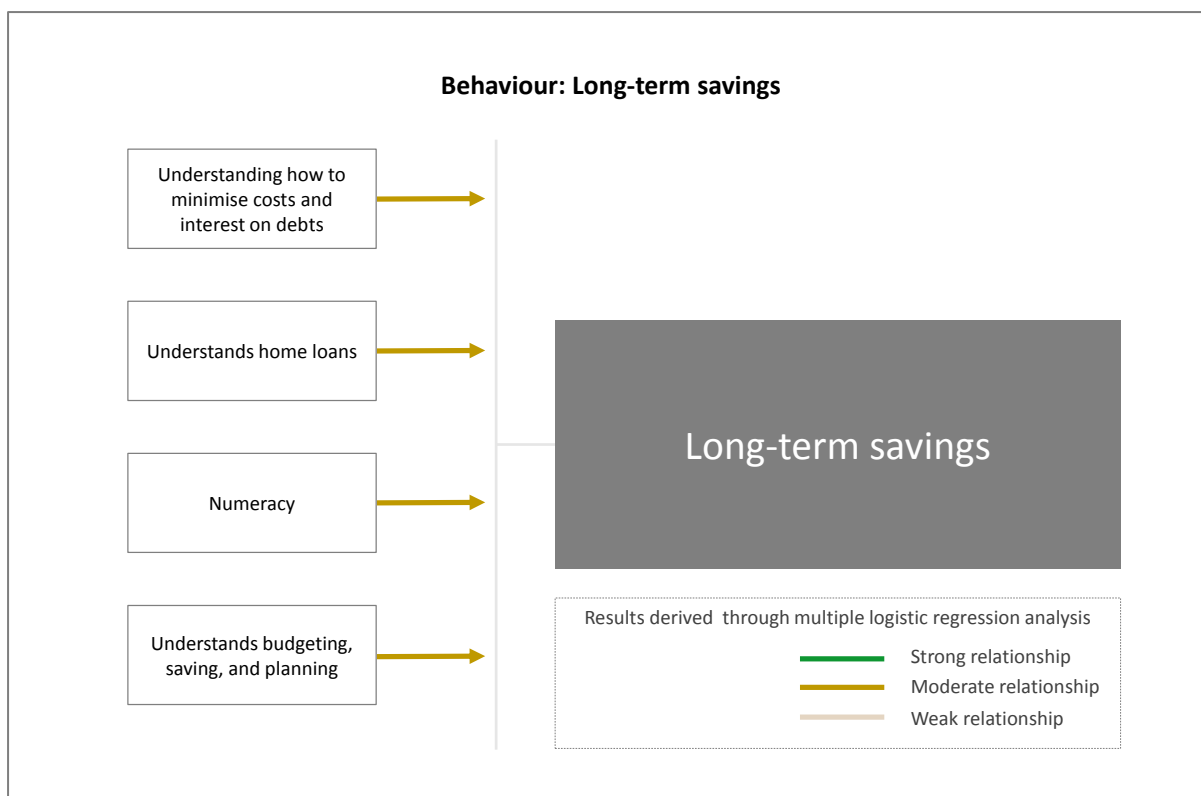 Behaviour: Long-term savings
Understanding how to
minimise costs and
interest on debts
Understands home loans
Numeracy
Understands budgeting,
saving, and planning
Long-term savings
Results derived through multiple logistic regression analysis
Strong relationship
Moderate relationship
Weak relationship